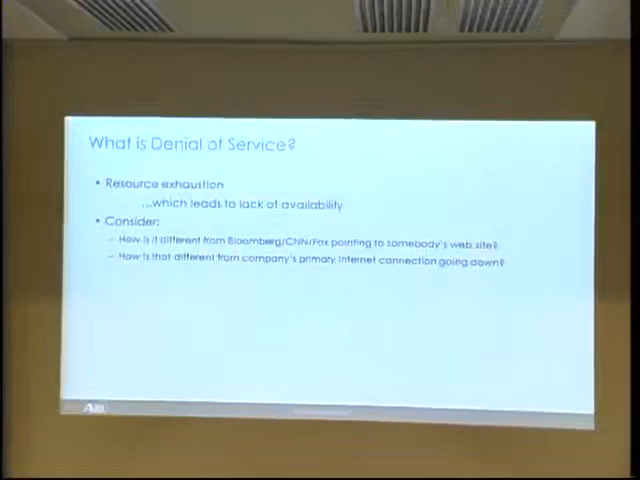 What is Denial of Service?
• Resource exhaustion
...which leads to lack of availability
• Consider:
– How is it different from Bloomberg/CNN/Fox pointing to somebody's web site?
– How is that different from company's primary Internet connection going down?